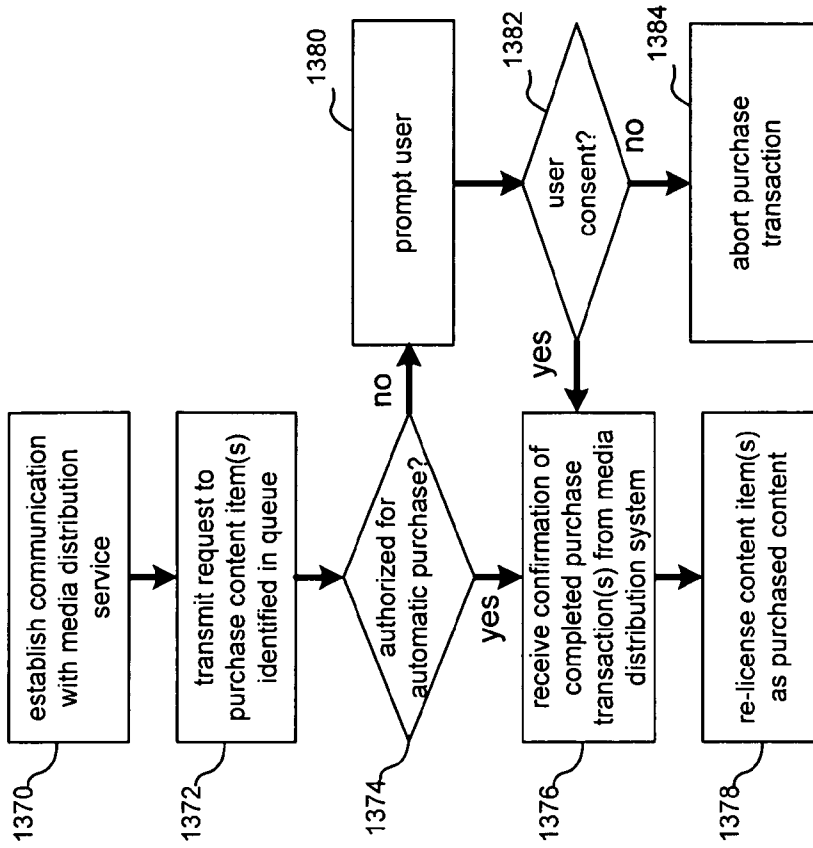 1370
establish communication
with media distribution
service
1372
transmit request to
purchase content item(s)
identified in queue
1374
authorized for
automatic purchase?
no
yes
1380
prompt user
1382
user
consent?
yes
no
1376
receive confirmation of
completed purchase
transaction(s) from media
distribution system
1384
abort purchase
transaction
1378
re-license content item(s)
as purchased content